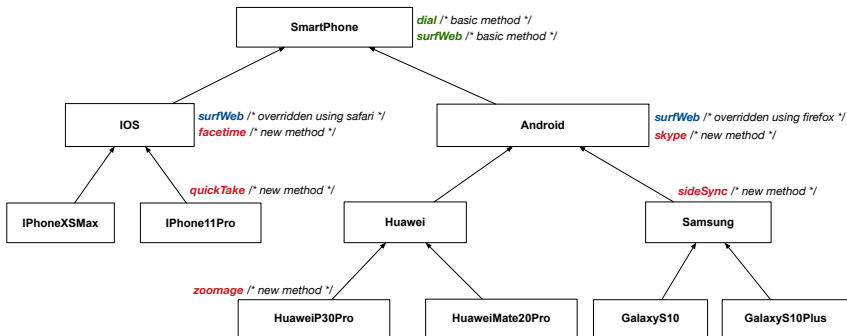 SmartPhone
dial /* basic method */
surfWeb /* basic method */
IOS
surfWeb /* overridden using safari */
facetime /* new method */
Android
surfWeb /* overridden using firefox */
skype /* new method */
quickTake /* new method */
sideSync /* new method */
IPhoneXSMax
IPhone11Pro
Huawei
Samsung
zoomage /* new method */
HuaweiP30Pro
HuaweiMate20Pro
GalaxyS10
GalaxyS10Plus